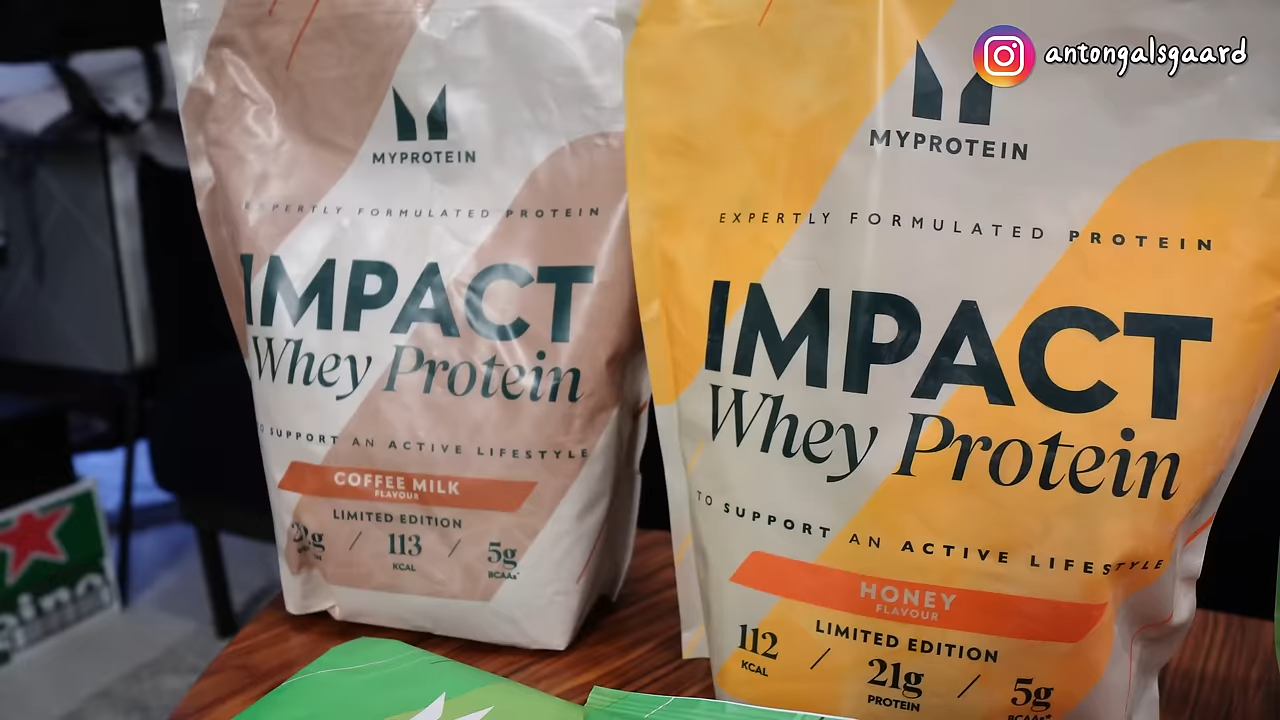 antongalsgaard
MYPROTEIN
EXPERTLY FORMULATED PROTEIN
IMPACT
Whey Protein
TO SUPPORT AN ACTIVE LIFESTYLE
COFFEE MILK
FLAVOUR
LIMITED EDITION
113
KCAL
5g
BCAAs*
MYPROTEIN
EXPERTLY FORMULATED PROTEIN
IMPACT
Whey Protein
TO SUPPORT AN ACTIVE LIFESTYLE
HONEY
FLAVOUR
LIMITED EDITION
112
KCAL
21g
PROTEIN
5g
BCAAs*